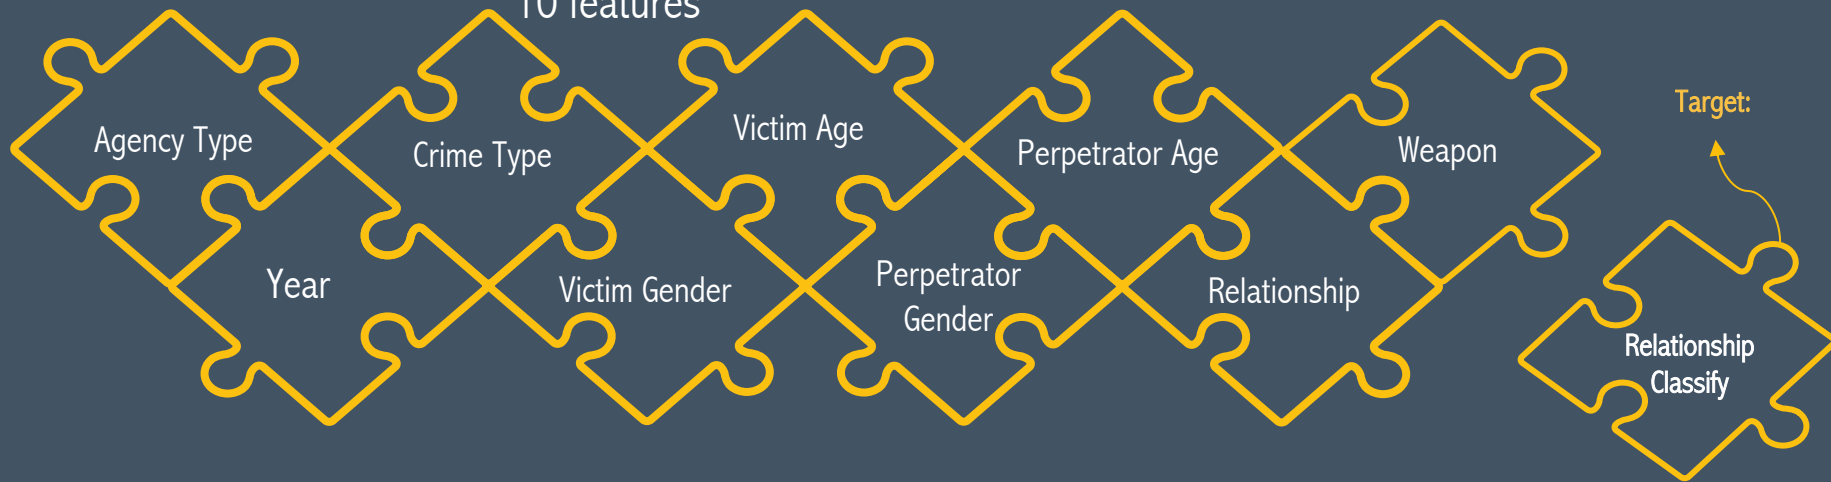 10 features
Agency Type
Crime Type
Victim Age
Perpetrator Age
Weapon
Target:
Year
Victim Gender
Perpetrator
Gender
Relationship
Relationship
Classify